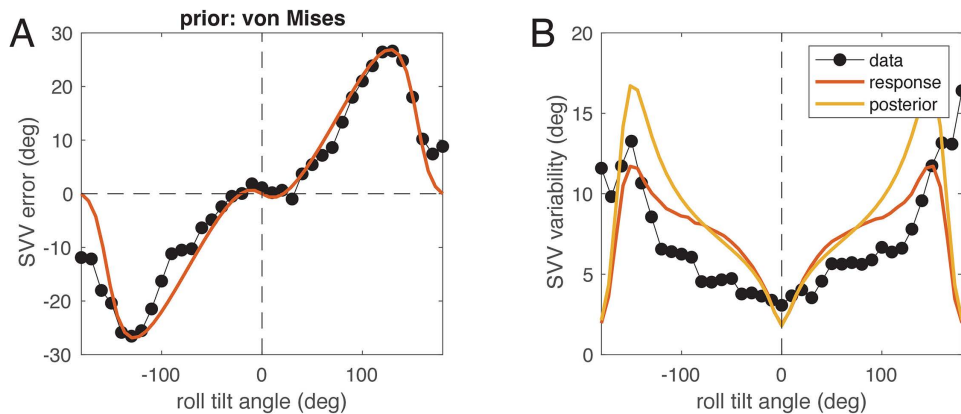 A
prior: von Mises
SVV error (deg)
30
20
10
0
-10
-20
-30
-100
0
100
roll tilt angle (deg)
B
SVV variability (deg)
20
15
10
5
0
-100
0
100
roll tilt angle (deg)
data
response
posterior